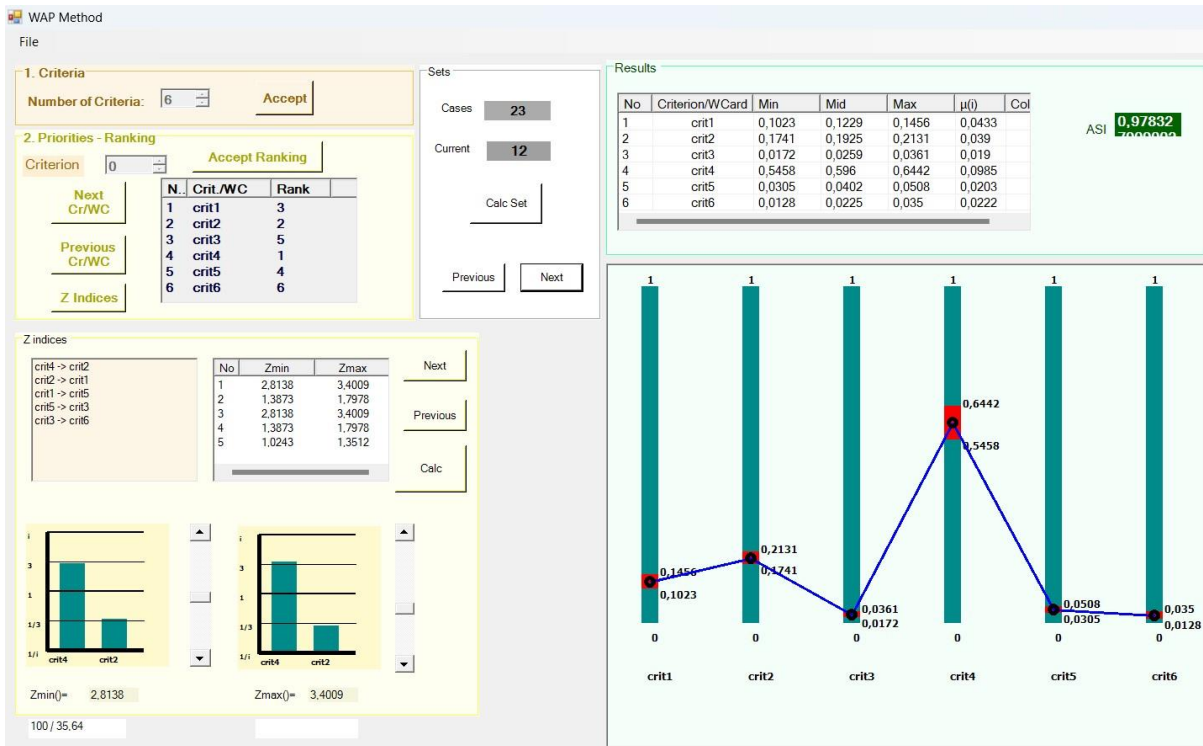 WAP Method
File
1. Criteria
Number of Criteria: 6 Accept
2. Priorities - Ranking
Criterion 0 Accept Ranking
Next Cr/WC
Previous Cr/WC
Z Indices
N.. Crit./WC Rank
1 crit1 3
2 crit2 2
3 crit3 5
4 crit4 1
5 crit5 4
6 crit6 6
Sets
Cases 23
Current 12
Calc Set
Previous Next
Z indices
crit4 -> crit2
crit2 -> crit1
crit1 -> crit5
crit5 -> crit3
crit3 -> crit6
No Zmin Zmax
1 2,8138 3,4009
2 1,3873 1,7978
3 2,8138 3,4009
4 1,3873 1,7978
5 1,0243 1,3512
Next
Previous
Calc
i
3
1
1/3
1/i
crit4 crit2
i
3
1
1/3
1/i
crit4 crit2
Zmin()= 2,8138 Zmax()= 3,4009
100 / 35,64
Results
No Criterion/WCard Min Mid Max μ(i) Col
1 crit1 0,1023 0,1229 0,1456 0,0433
2 crit2 0,1741 0,1925 0,2131 0,039
3 crit3 0,0172 0,0259 0,0361 0,019
4 crit4 0,5458 0,596 0,6442 0,0985
5 crit5 0,0305 0,0402 0,0508 0,0203
6 crit6 0,0128 0,0225 0,035 0,0222
ASI 0,97832
1 1 1 1 1 1
0,6442
0,5458
0,2131
0,1741
0,1456
0,1023
0,0361
0,0172
0,0508
0,0305
0,035
0,0128
0 0 0 0 0 0
crit1 crit2 crit3 crit4 crit5 crit6